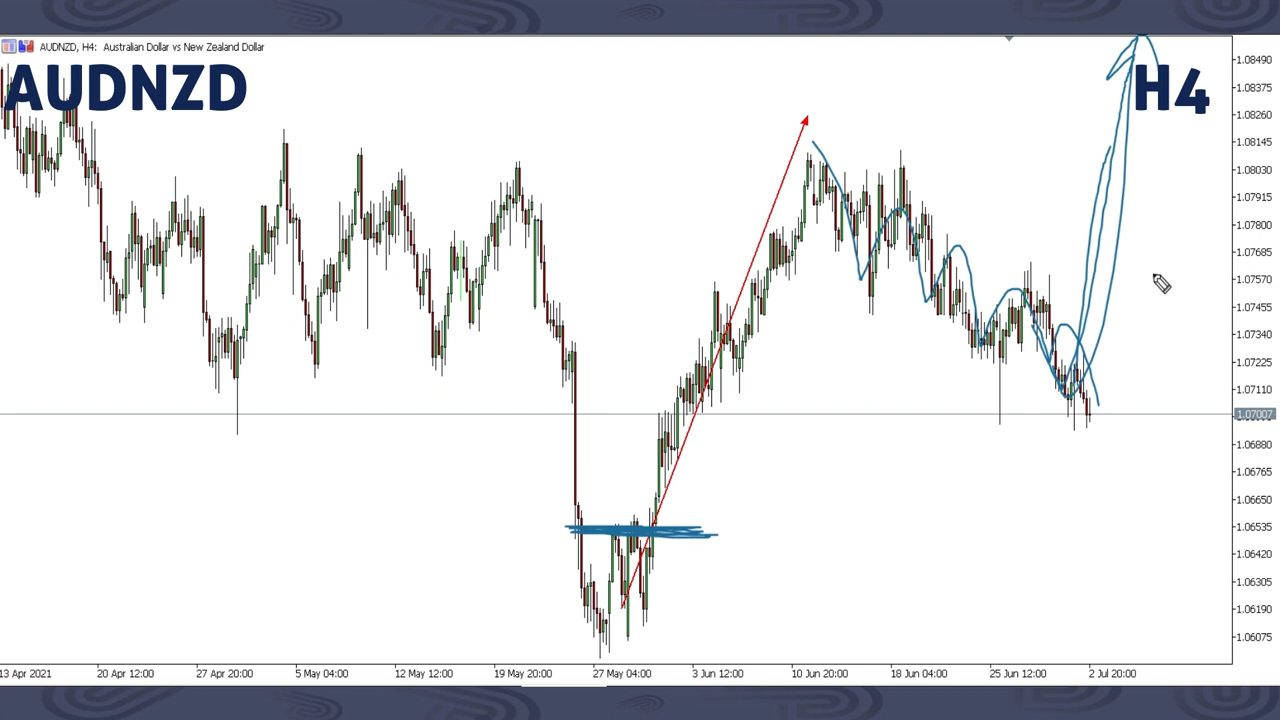 AUDNZD, H4: Australian Dollar vs New Zealand Dollar
AUDNZD
H4
1.08490
1.08375
1.08260
1.08145
1.08030
1.07915
1.07800
1.07685
1.07570
1.07455
1.07340
1.07225
1.07110
1.07007
1.06880
1.06765
1.06650
1.06535
1.06420
1.06305
1.06190
1.06075
13 Apr 2021
20 Apr 12:00
27 Apr 20:00
5 May 04:00
12 May 12:00
19 May 20:00
27 May 04:00
3 Jun 12:00
10 Jun 20:00
18 Jun 04:00
25 Jun 12:00
2 Jul 20:00